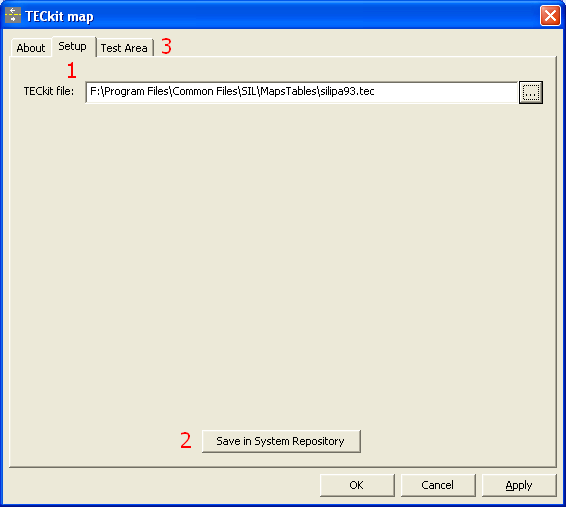 TECkit map
About Setup Test Area 3
1
TECkit file: F:\Program Files\Common Files\SIL\MapsTables\silipa93.tec ...
2 Save in System Repository
OK Cancel Apply